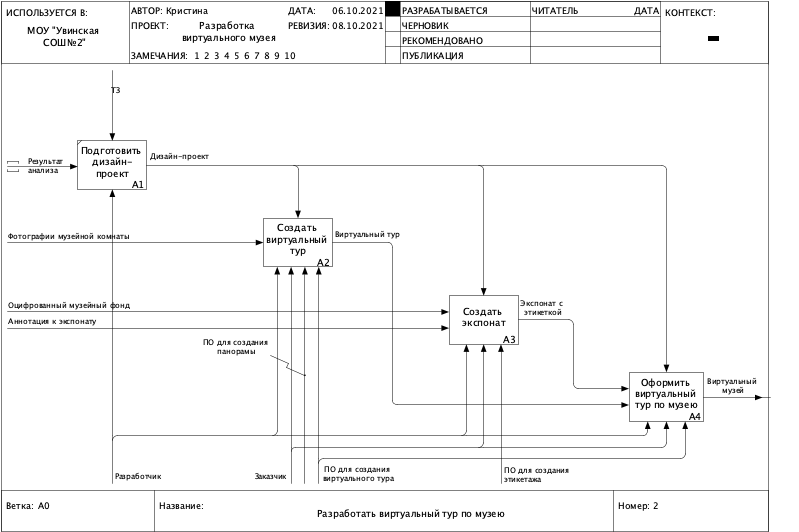 ИСПОЛЬЗУЕТСЯ В:
МОУ "Увинская
СОШ№2"
АВТОР: Кристина
ДАТА: 06.10.2021
ПРОЕКТ: Разработка
виртуального музея
РЕВИЗИЯ: 08.10.2021
ЗАМЕЧАНИЯ: 1 2 3 4 5 6 7 8 9 10
РАЗРАБАТЫВАЕТСЯ
ЧЕРНОВИК
РЕКОМЕНДОВАНО
ПУБЛИКАЦИЯ
ЧИТАТЕЛЬ ДАТА
КОНТЕКСТ:
ТЗ
Результат
анализа
Подготовить
дизайн-
проект
A1
Дизайн-проект
Фотографии музейной комнаты
Создать
виртуальный
тур
A2
Виртуальный тур
Оцифрованный музейный фонд
Аннотация к экспонату
Создать
экспонат
A3
Экспонат с
этикеткой
ПО для создания
панорамы
Оформить
виртуальный
тур по музею
A4
Виртуальный
музей
Разработчик
Заказчик
ПО для создания
виртуального тура
ПО для создания
этикетажа
Ветка: A0
Название:
Разработать виртуальный тур по музею
Номер: 2